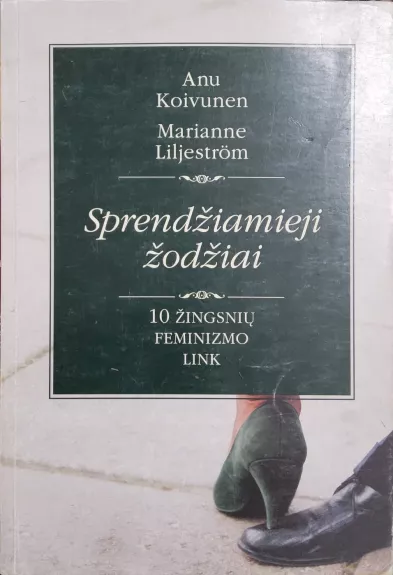 Anu
Koivunen
Marianne
Liljeström
Sprendžiamieji
žodžiai
10 ŽINGSNIŲ
FEMINIZMO
LINK